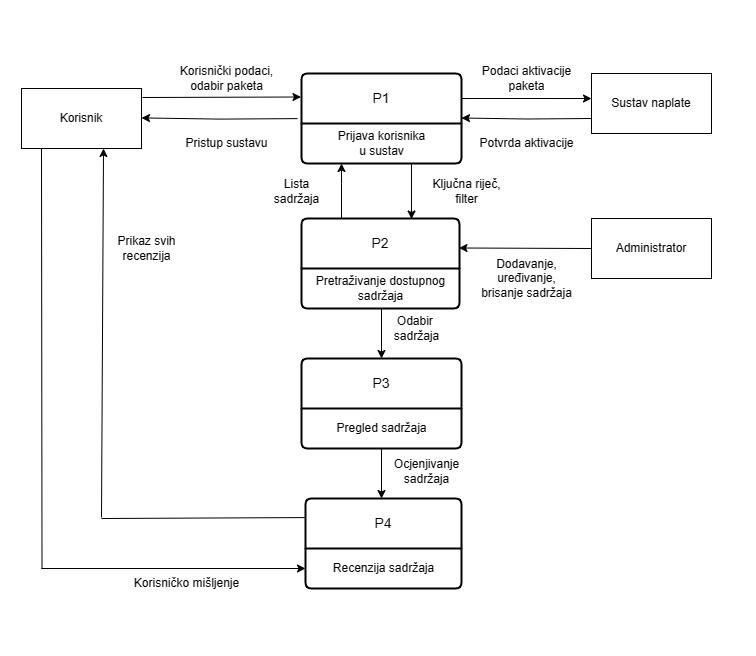 Korisnički podaci,
odabir paketa
Podaci aktivacije
paketa
Korisnik
P1
Sustav naplate
Prijava korisnika
u sustav
Pristup sustavu
Potvrda aktivacije
Lista
sadržaja
Ključna riječ,
filter
P2
Pretraživanje dostupnog
sadržaja
Administrator
Prikaz svih
recenzija
Dodavanje,
uređivanje,
brisanje sadržaja
Odabir
sadržaja
P3
Pregled sadržaja
Ocjenjivanje
sadržaja
P4
Recenzija sadržaja
Korisničko mišljenje